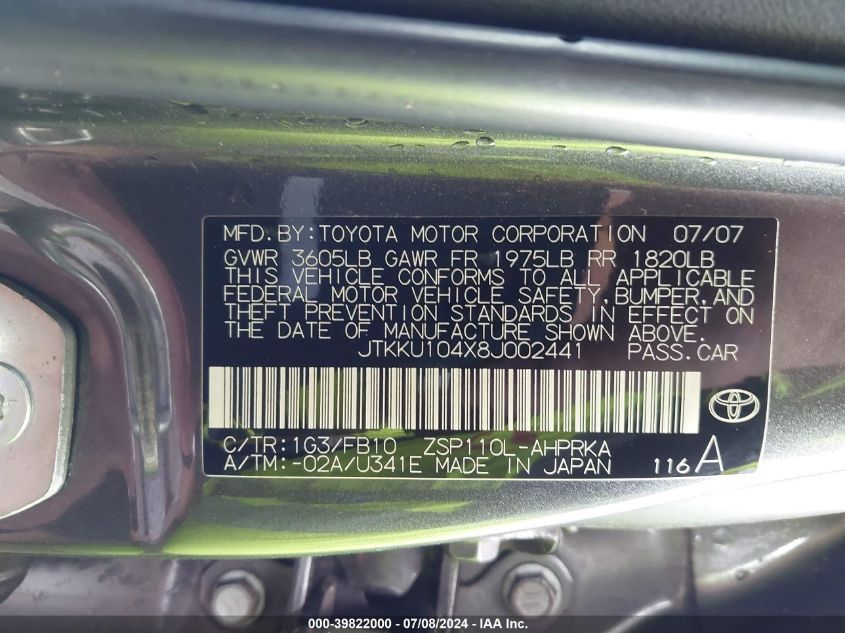 MFD. BY: TOYOTA MOTOR CORPORATION 07/07
GVWR 3605LB GAWR FR 1975LB RR 1820LB
THIS VEHICLE CONFORMS TO ALL APPLICABLE
FEDERAL MOTOR VEHICLE SAFETY, BUMPER, AND
THEFT PREVENTION STANDARDS IN EFFECT ON
THE DATE OF MANUFACTURE SHOWN ABOVE.
JTKKU104X8J002441 PASS. CAR
C/TR: 1G3/FB10 ZSP110L-AHPRKA
A/TM: -02A/U341E MADE IN JAPAN 116 A
000-39822000 - 07/08/2024 - IAAI.COM